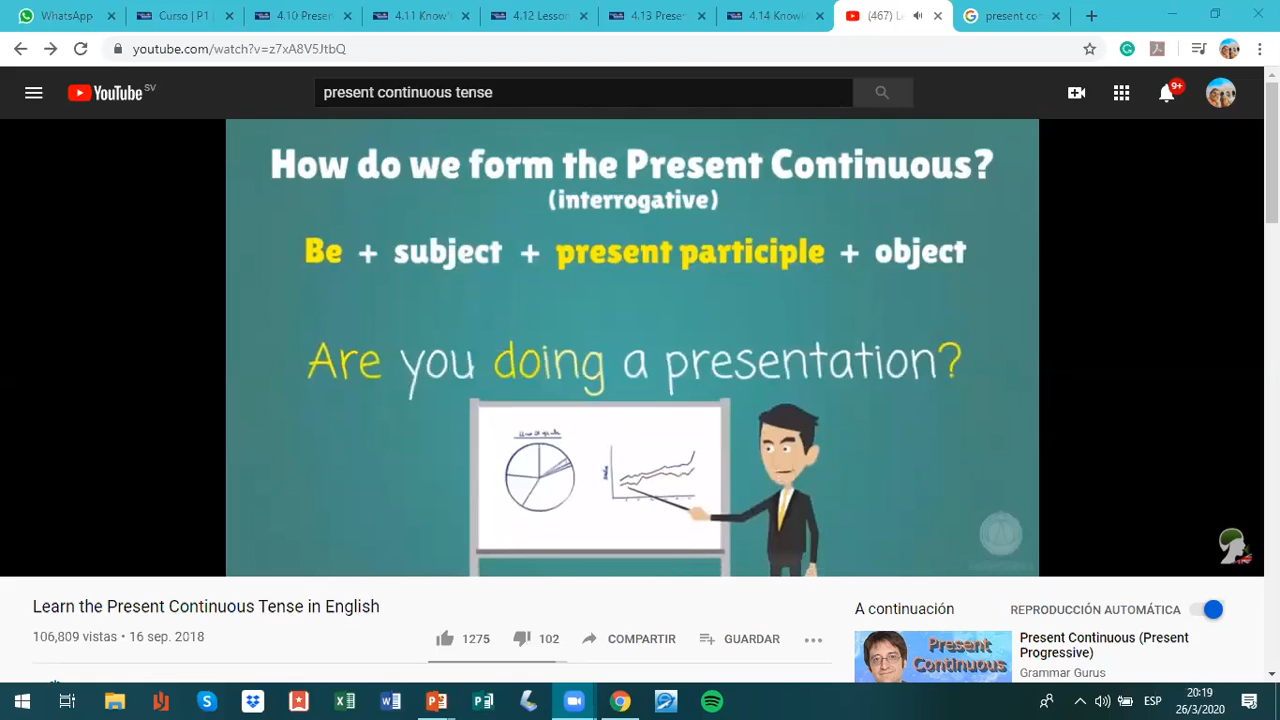 WhatsApp
Curso | P1 |
4.10 Presen
4.11 Know's
4.12 Lesson
4.13 Prese
4.14 Knowl
(467) Le
present con
youtube.com/watch?v=z7xA8V5JtbQ
YouTube SV
present continuous tense
9+
How do we form the Present Continuous?
(interrogative)
Be + subject + present participle + object
Are you doing a presentation?
Learn the Present Continuous Tense in English
106,809 vistas • 16 sep. 2018
1275
102
COMPARTIR
GUARDAR
A continuación
REPRODUCCIÓN AUTOMÁTICA
Present Continuous
Present Continuous (Present
Progressive)
Grammar Gurus
ESP
20:19
26/3/2020